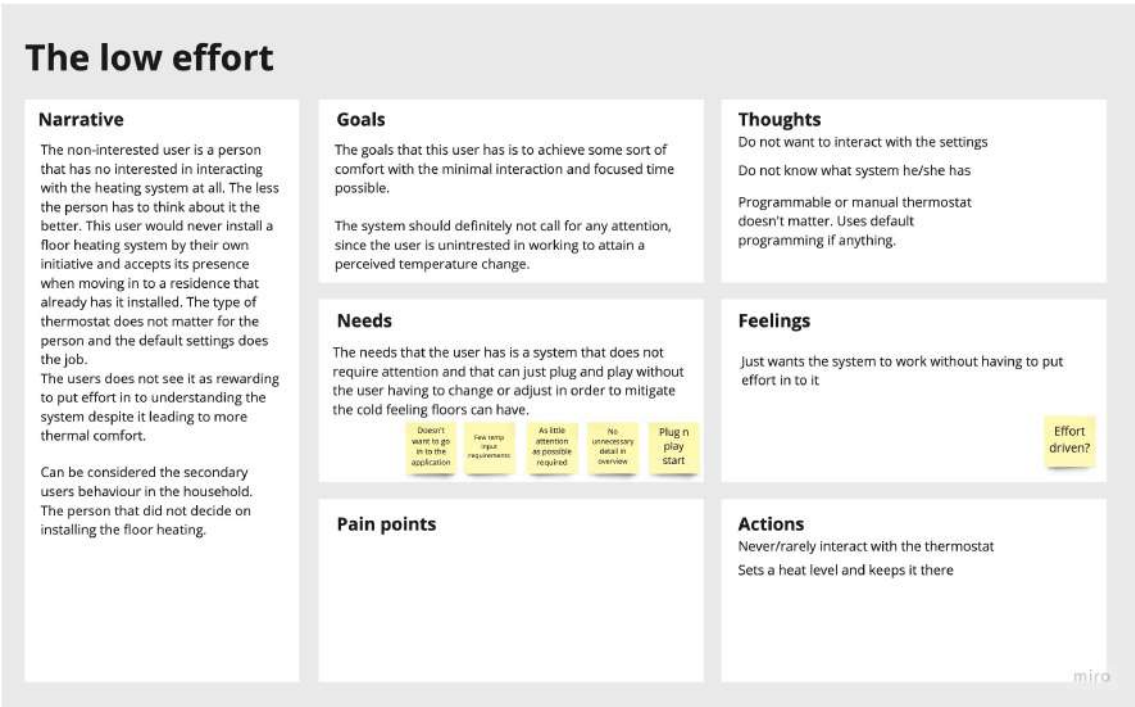 The low effort
Narrative
The non-interested user is a person
that has no interested in interacting
with the heating system at all. The less
the person has to think about it the
better. This user would never install a
floor heating system by their own
initiative and accepts its presence
when moving in to a residence that
already has it installed. The type of
thermostat does not matter for the
person and the default settings does
the job.
The users does not see it as rewarding
to put effort in to understanding the
system despite it leading to more
thermal comfort.
Can be considered the secondary
users behaviour in the household.
The person that did not decide on
installing the floor heating.
Goals
The goals that this user has is to achieve some sort of
comfort with the minimal interaction and focused time
possible.
The system should definitely not call for any attention,
since the user is unintrested in working to attain a
perceived temperature change.
Thoughts
Do not want to interact with the settings
Do not know what system he/she has
Programmable or manual thermostat
doesn't matter. Uses default
programming if anything.
Needs
The needs that the user has is a system that does not
require attention and that can just plug and play without
the user having to change or adjust in order to mitigate
the cold feeling floors can have.
Doesn't
want to go
in to the
application
Few temp
input
requirements
As little
attention
as possible
required
No
unnecessary
detail in
overview
Plug n
play
start
Feelings
Just wants the system to work without having to put
effort in to it
Effort
driven?
Pain points
Actions
Never/rarely interact with the thermostat
Sets a heat level and keeps it there
miro